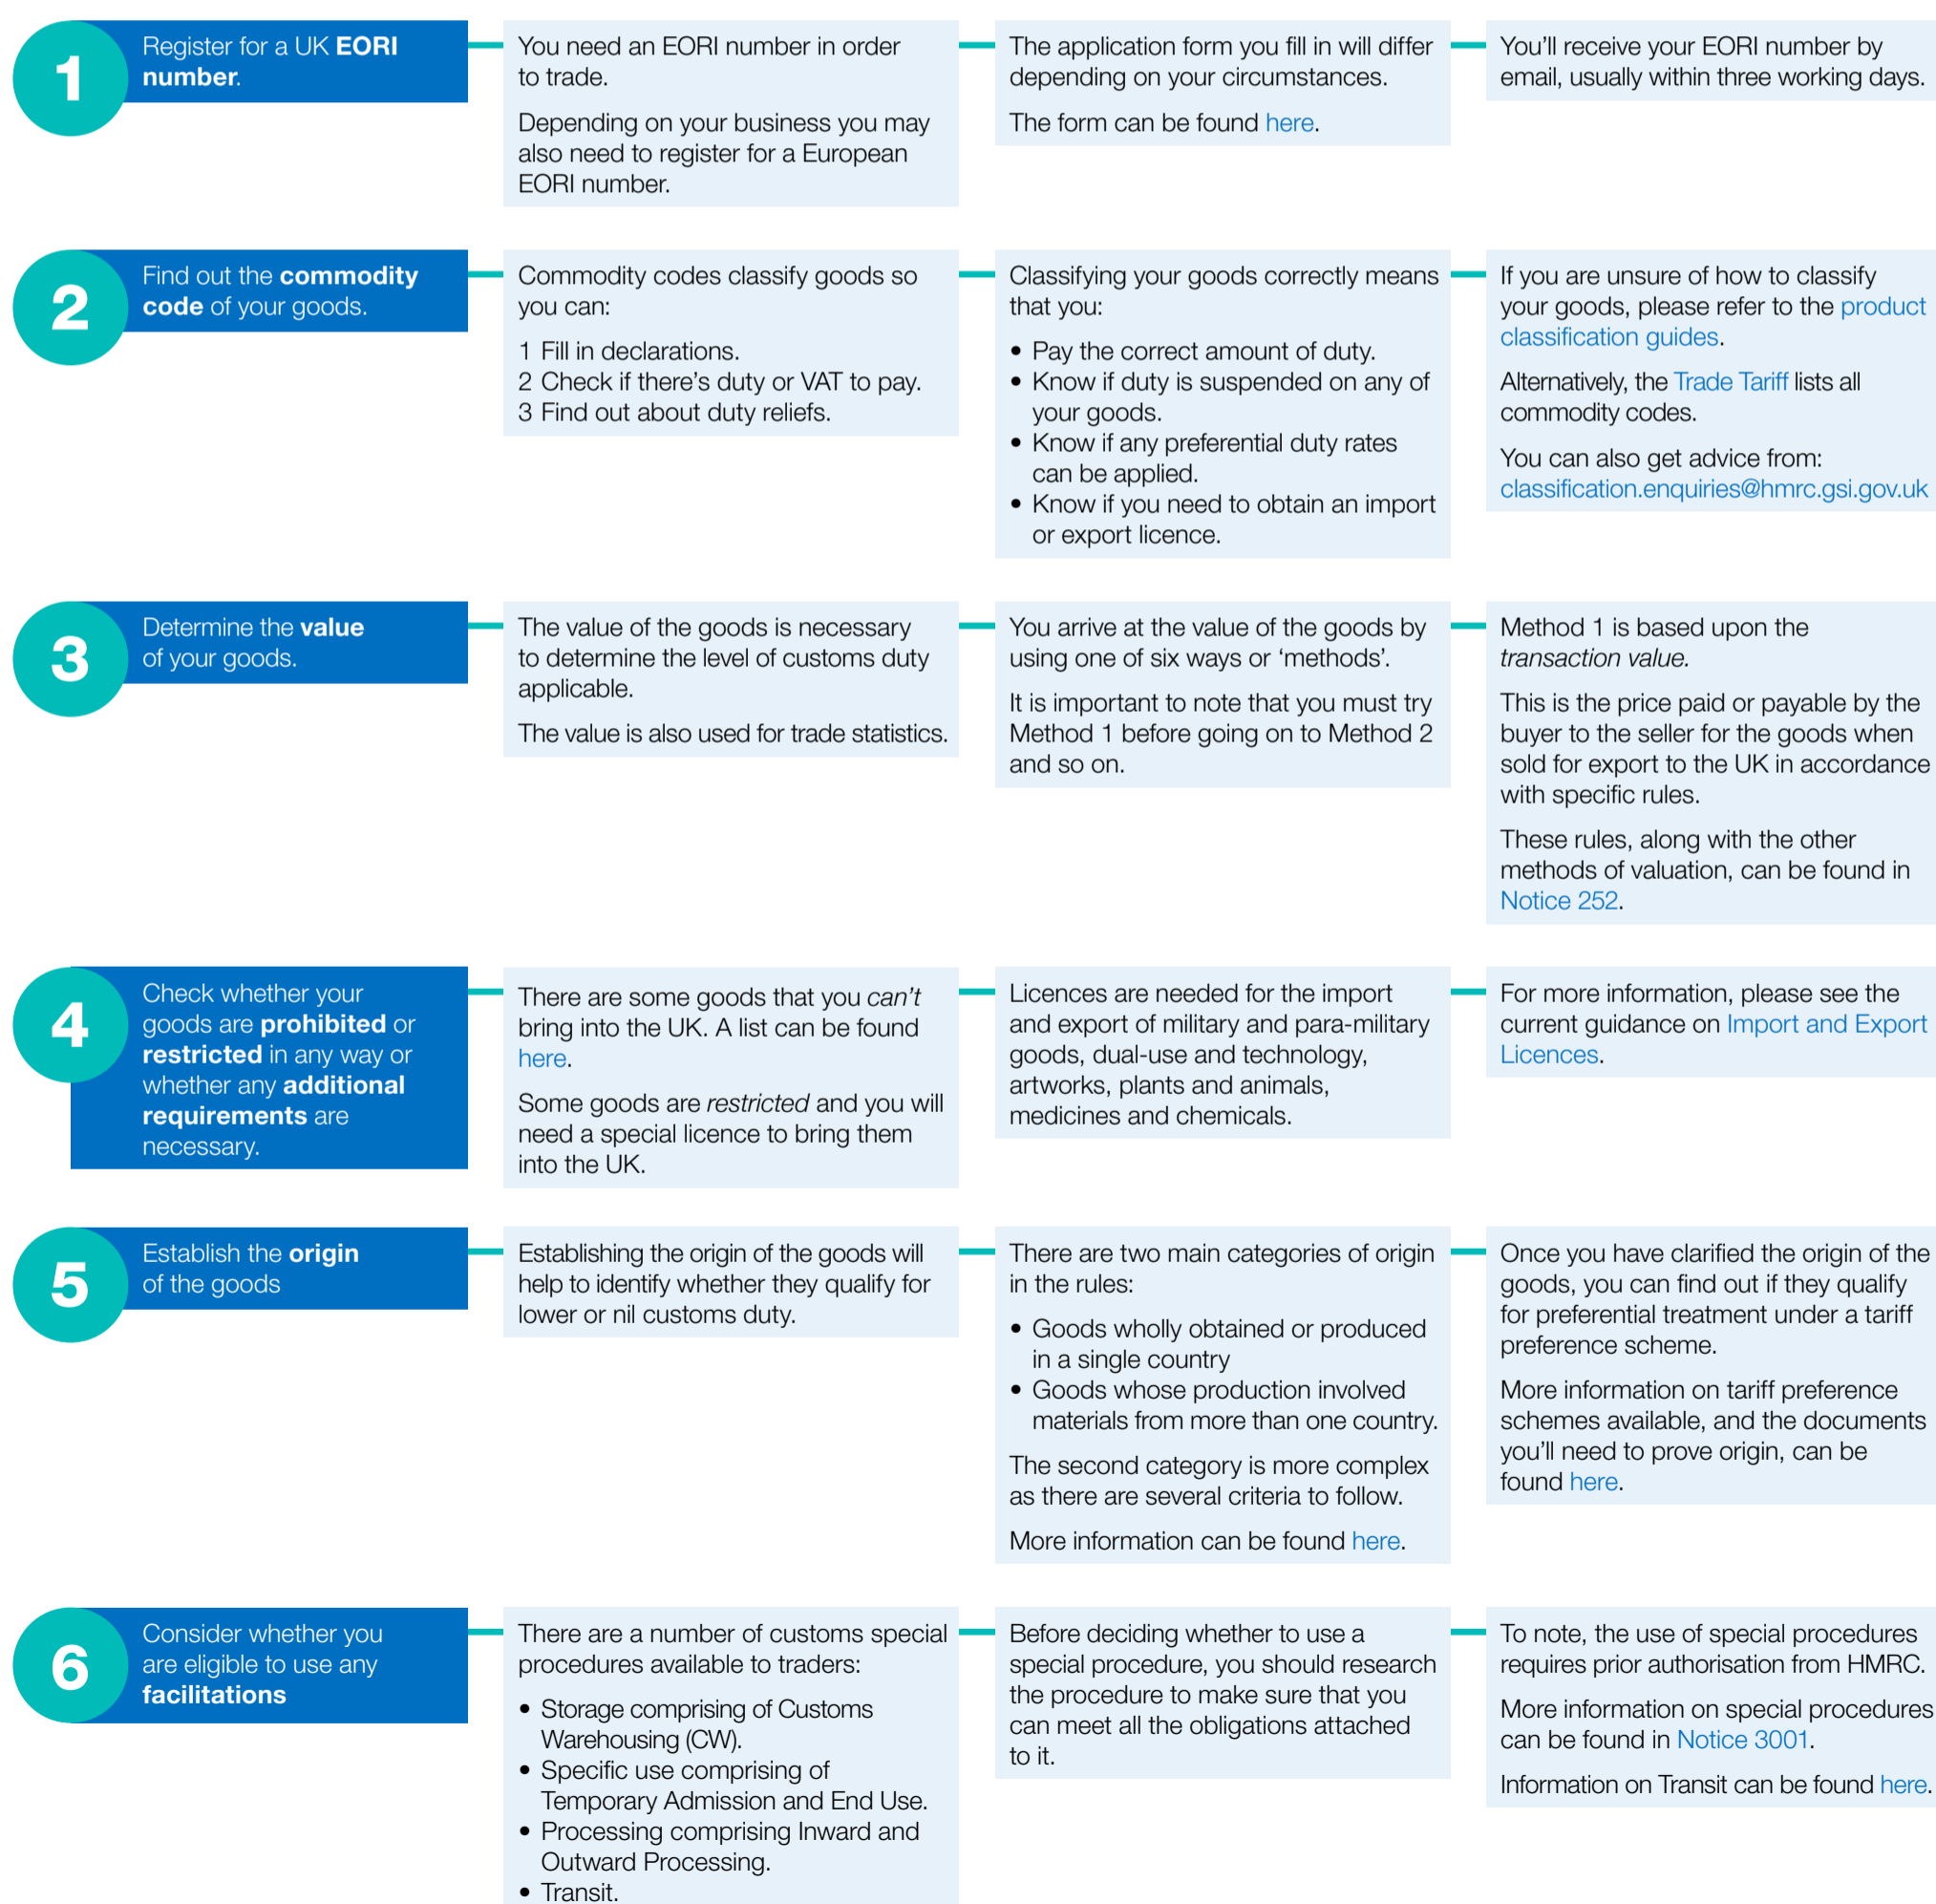 1
Register for a UK EORI
number.
You need an EORI number in order
to trade.
Depending on your business you may
also need to register for a European
EORI number.
The application form you fill in will differ
depending on your circumstances.
The form can be found here.
You’ll receive your EORI number by
email, usually within three working days.
2
Find out the commodity
code of your goods.
Commodity codes classify goods so
you can:
1 Fill in declarations.
2 Check if there’s duty or VAT to pay.
3 Find out about duty reliefs.
Classifying your goods correctly means
that you:
• Pay the correct amount of duty.
• Know if duty is suspended on any of
your goods.
• Know if any preferential duty rates
can be applied.
• Know if you need to obtain an import
or export licence.
If you are unsure of how to classify
your goods, please refer to the product
classification guides.
Alternatively, the Trade Tariff lists all
commodity codes.
You can also get advice from:
classification.enquiries@hmrc.gsi.gov.uk
3
Determine the value
of your goods.
The value of the goods is necessary
to determine the level of customs duty
applicable.
The value is also used for trade statistics.
You arrive at the value of the goods by
using one of six ways or ‘methods’.
It is important to note that you must try
Method 1 before going on to Method 2
and so on.
Method 1 is based upon the
transaction value.
This is the price paid or payable by the
buyer to the seller for the goods when
sold for export to the UK in accordance
with specific rules.
These rules, along with the other
methods of valuation, can be found in
Notice 252.
4
Check whether your
goods are prohibited or
restricted in any way or
whether any additional
requirements are
necessary.
There are some goods that you can’t
bring into the UK. A list can be found
here.
Some goods are restricted and you will
need a special licence to bring them
into the UK.
Licences are needed for the import
and export of military and para-military
goods, dual-use and technology,
artworks, plants and animals,
medicines and chemicals.
For more information, please see the
current guidance on Import and Export
Licences.
5
Establish the origin
of the goods
Establishing the origin of the goods will
help to identify whether they qualify for
lower or nil customs duty.
There are two main categories of origin
in the rules:
• Goods wholly obtained or produced
in a single country
• Goods whose production involved
materials from more than one country.
The second category is more complex
as there are several criteria to follow.
More information can be found here.
Once you have clarified the origin of the
goods, you can find out if they qualify
for preferential treatment under a tariff
preference scheme.
More information on tariff preference
schemes available, and the documents
you’ll need to prove origin, can be
found here.
6
Consider whether you
are eligible to use any
facilitations
There are a number of customs special
procedures available to traders:
• Storage comprising of Customs
Warehousing (CW).
• Specific use comprising of
Temporary Admission and End Use.
• Processing comprising Inward and
Outward Processing.
• Transit.
Before deciding whether to use a
special procedure, you should research
the procedure to make sure that you
can meet all the obligations attached
to it.
To note, the use of special procedures
requires prior authorisation from HMRC.
More information on special procedures
can be found in Notice 3001.
Information on Transit can be found here.